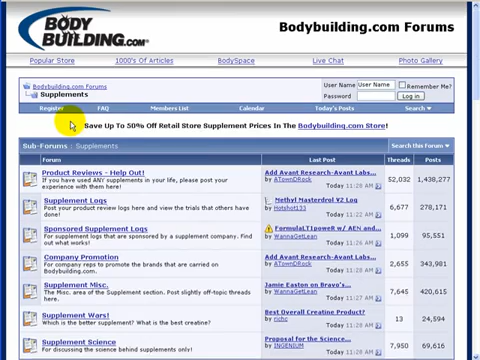 BODY
BUILDING.COM
Bodybuilding.com Forums
Popular Store 1000's Of Articles BodySpace Live Chat Photo Gallery
Bodybuilding.com Forums
Supplements
User Name User Name Remember Me?
Password Log in
Register FAQ Members List Calendar Today's Posts Search
Save Up To 50% Off Retail Store Supplement Prices In The Bodybuilding.com Store!
Sub-Forums : Supplements Search this Forum
Forum Last Post Threads Posts
Product Reviews - Help Out!
If you have used ANY supplements in your life, please post your experience with them here!
Add Avant Research-Avant Labs...
by ATownDRock
Today 11:28 AM
52,032 1,438,277
Supplement Logs
Post your product review logs here and view the trials that others have done!
Methyl Masterdrol V2 Log
by Hotshot133
Today 11:22 AM
6,677 278,171
Sponsored Supplement Logs
For supplement logs that are sponsored by a supplement company. Find out what works!
FormulaLT1poweR w/ AEN and...
by WannaGetLean
Today 11:26 AM
1,099 95,551
Company Promotion
For company reps to promote the brands that are carried on Bodybuilding.com.
Add Avant Research-Avant Labs...
by ATownDRock
Today 11:28 AM
2,655 343,981
Supplement Misc.
The Misc. area of the Supplement section. Post slightly off-topic threads here.
Jamie Easton on Bravo's...
by WannaGetLean
Today 11:27 AM
7,645 420,615
Supplement Wars!
Which is the better supplement? What is the best creatine?
Best Overall Creatine Product?
by richc
Today 11:18 AM
13 24,594
Supplement Science
For discussing the science behind supplements only!
Proposal for the Science...
by INGENIUM
7,950 69,616